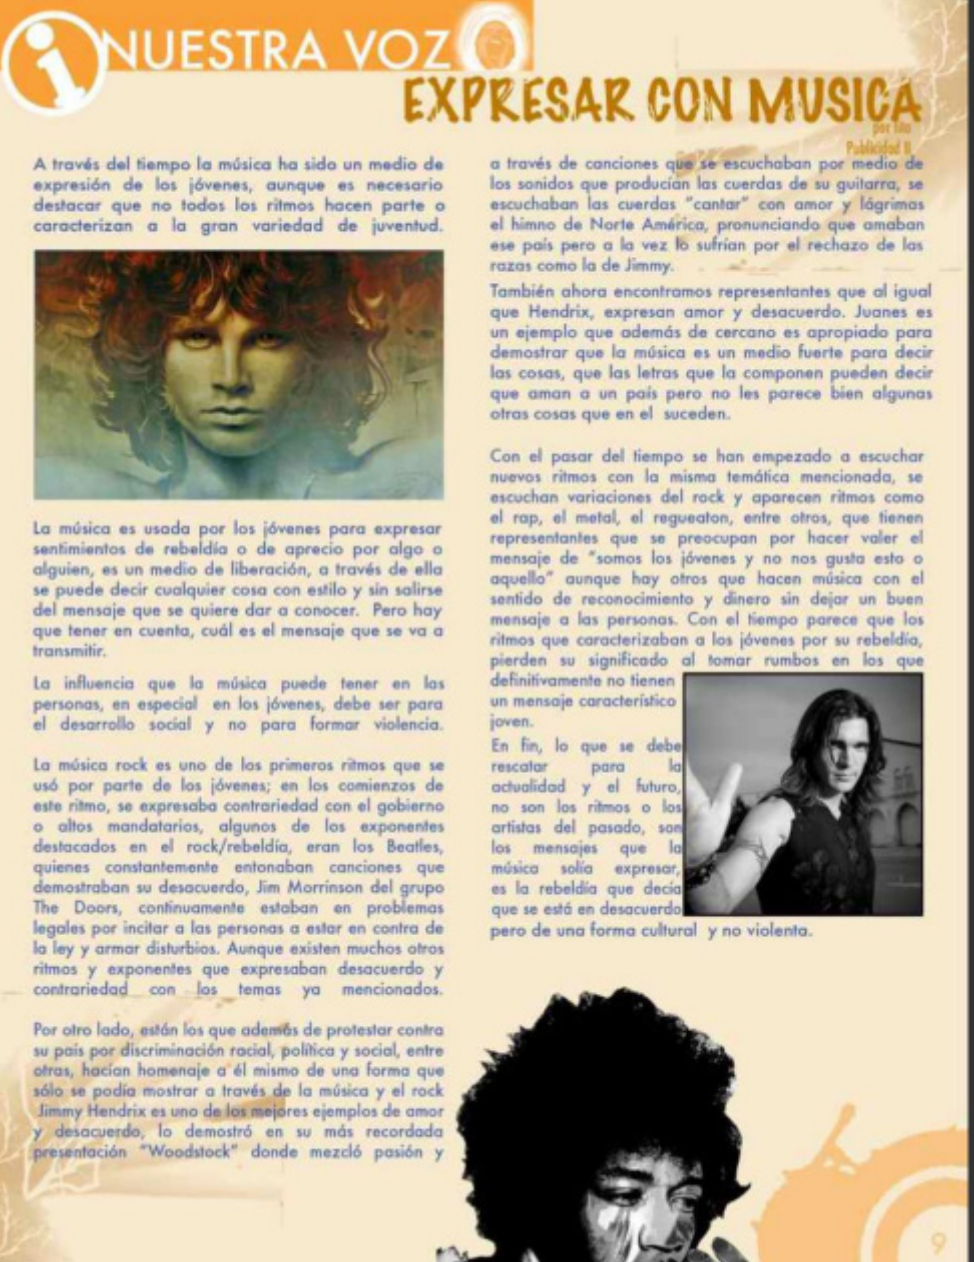 NUESTRA VOZ
EXPRESAR CON MUSICA
por
Publicidad II
A través del tiempo la música ha sido un medio de
expresión de los jóvenes, aunque es necesario
destacar que no todos los ritmos hacen parte o
caracterizan a la gran variedad de juventud.
La música es usada por los jóvenes para expresar
sentimientos de rebeldía o de aprecio por algo o
alguien, es un medio de liberación, a través de ella
se puede decir cualquier cosa con estilo y sin salirse
del mensaje que se quiere dar a conocer. Pero hay
que tener en cuenta, cuál es el mensaje que se va a
transmitir.
La influencia que la música puede tener en las
personas, en especial en los jóvenes, debe ser para
el desarrollo social y no para formar violencia.
La música rock es uno de los primeros ritmos que se
usó por parte de los jóvenes; en los comienzos de
este ritmo, se expresaba contrariedad con el gobierno
o altos mandatarios, algunos de los exponentes
destacados en el rock/rebeldía, eran los Beatles,
quienes constantemente entonaban canciones que
demostraban su desacuerdo, Jim Morrinson del grupo
The Doors, continuamente estaban en problemas
legales por incitar a las personas a estar en contra de
la ley y armar disturbios. Aunque existen muchos otros
ritmos y exponentes que expresaban desacuerdo y
contrariedad con los temas ya mencionados.
Por otro lado, están los que además de protestar contra
su país por discriminación racial, política y social, entre
otras, hacían homenaje a él mismo de una forma que
sólo se podía mostrar a través de la música y el rock
Jimmy Hendrix es uno de los mejores ejemplos de amor
y desacuerdo, lo demostró en su más recordada
presentación "Woodstock" donde mezcló pasión y
a través de canciones que se escuchaban por medio de
los sonidos que producían las cuerdas de su guitarra, se
escuchaban las cuerdas "cantar" con amor y lágrimas
el himno de Norte América, pronunciando que amaban
ese país pero a la vez lo sufrían por el rechazo de las
razas como la de Jimmy.
También ahora encontramos representantes que al igual
que Hendrix, expresan amor y desacuerdo. Juanes es
un ejemplo que además de cercano es apropiado para
demostrar que la música es un medio fuerte para decir
las cosas, que las letras que la componen pueden decir
que aman a un país pero no les parece bien algunas
otras cosas que en el suceden.
Con el pasar del tiempo se han empezado a escuchar
nuevos ritmos con la misma temática mencionada, se
escuchan variaciones del rock y aparecen ritmos como
el rap, el metal, el regueaton, entre otros, que tienen
representantes que se preocupan por hacer valer el
mensaje de "somos los jóvenes y no nos gusta esto o
aquello" aunque hay otros que hacen música con el
sentido de reconocimiento y dinero sin dejar un buen
mensaje a las personas. Con el tiempo parece que los
ritmos que caracterizaban a los jóvenes por su rebeldía,
pierden su significado al tomar rumbos en los que
definitivamente no tienen
un mensaje característico
joven.
En fin, lo que se debe
rescatar para la
actualidad y el futuro,
no son los ritmos o los
artistas del pasado, son
los mensajes que la
música solía expresar,
es la rebeldía que decía
que se está en desacuerdo
pero de una forma cultural y no violenta.
9